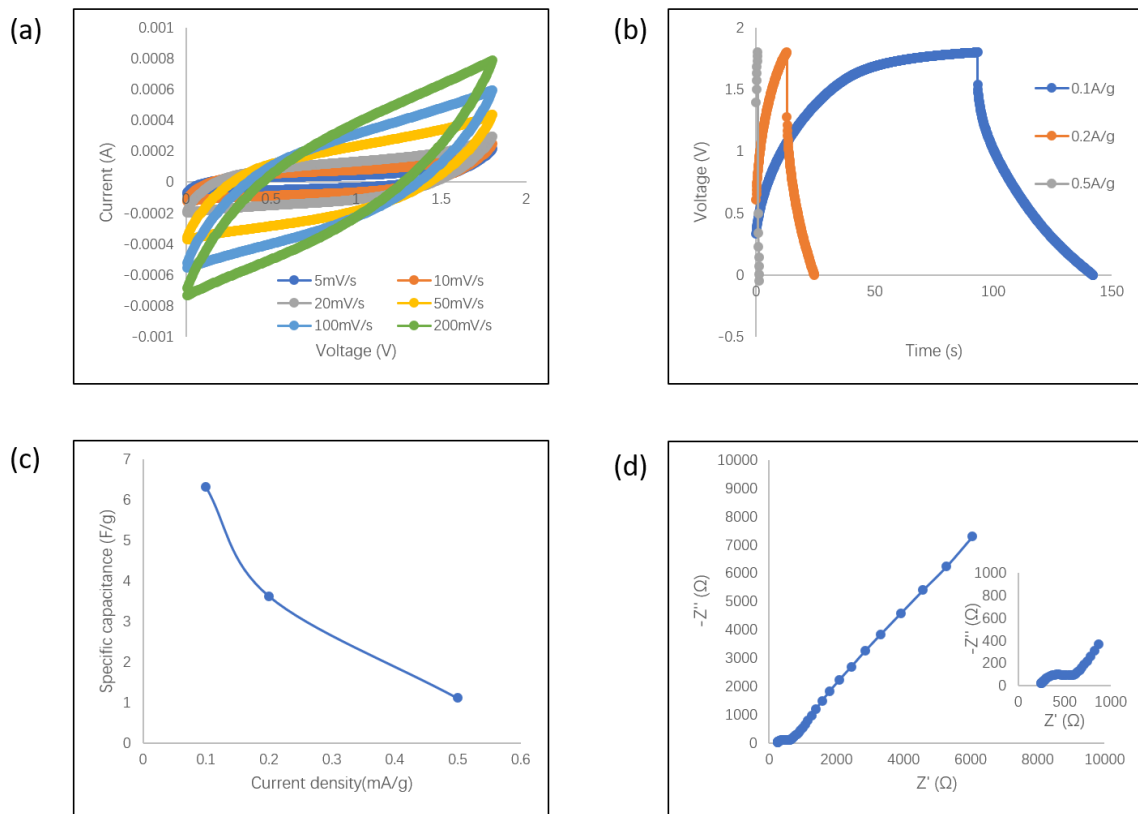 (a)
0.001
0.0008
0.0006
0.0004
0.0002
0
-0.0002
-0.0004
-0.0006
-0.0008
-0.001
Current (A)
0 0.5 1 1.5 2
5mV/s 10mV/s
20mV/s 50mV/s
100mV/s 200mV/s
Voltage (V)
(b)
2
1.5
1
0.5
0
-0.5
Voltage (V)
0 50 100 150
Time (s)
0.1A/g
0.2A/g
0.5A/g
(c)
7
6
5
4
3
2
1
0
Specific capacitance (F/g)
0 0.1 0.2 0.3 0.4 0.5 0.6
Current density(mA/g)
(d)
10000
9000
8000
7000
6000
5000
4000
3000
2000
1000
0
-Z'' (Ω)
0 2000 4000 6000 8000 10000
Z' (Ω)
1000
800
600
400
200
0
-Z'' (Ω)
0 500 1000
Z' (Ω)